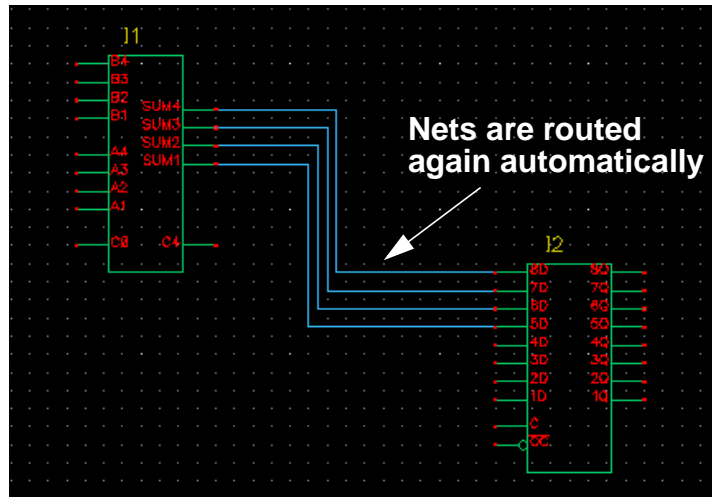 I1
B4
B3
B2
B1
A4
A3
A2
A1
C0
SUM4
SUM3
SUM2
SUM1
C4
Nets are routed
again automatically
I2
8D
7D
6D
5D
4D
3D
2D
1D
C
OC
8Q
7Q
6Q
5Q
4Q
3Q
2Q
1Q